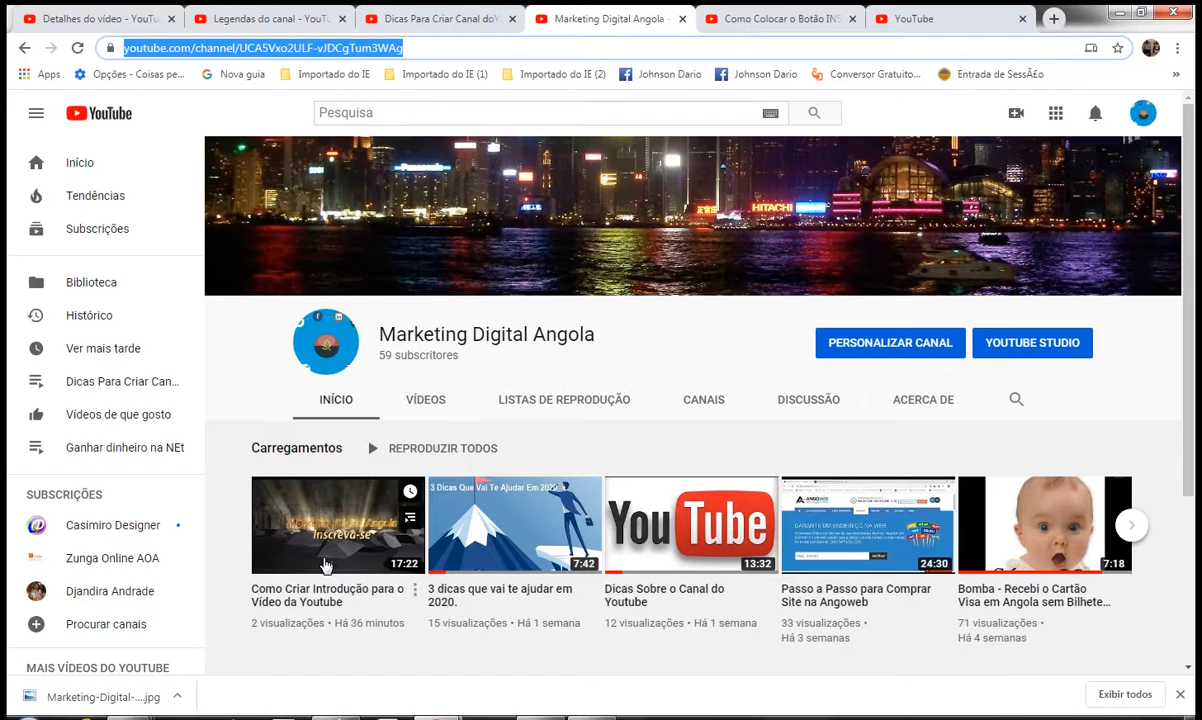 Detalhes do vídeo - YouTu
Legendas do canal - YouTu
Dicas Para Criar Canal do Y
Marketing Digital Angola -
Como Colocar o Botão INS
YouTube
youtube.com/channel/UCA5Vxo2ULF-vJDCgTum3WAg
Apps
Opções - Coisas pe...
Nova guia
Importado do IE
Importado do IE (1)
Importado do IE (2)
Johnson Dario
Johnson Dario
Conversor Gratuito...
Entrada de SessÃ£o
YouTube
Pesquisa
Início
Tendências
Subscrições
Biblioteca
Histórico
Ver mais tarde
Dicas Para Criar Can...
Vídeos de que gosto
Ganhar dinheiro na NEt
SUBSCRIÇÕES
Casimiro Designer
Zunga Online AOA
Djandira Andrade
Procurar canais
MAIS VÍDEOS DO YOUTUBE
HITACHI
Marketing Digital Angola
59 subscritores
PERSONALIZAR CANAL
YOUTUBE STUDIO
INÍCIO
VÍDEOS
LISTAS DE REPRODUÇÃO
CANAIS
DISCUSSÃO
ACERCA DE
Carregamentos
REPRODUZIR TODOS
Marketing Digital Angola
Inscreva-se
17:22
Como Criar Introdução para o
Vídeo da Youtube
2 visualizações • Há 36 minutos
3 Dicas Que Vai Te Ajudar Em 2020
7:42
3 dicas que vai te ajudar em
2020.
15 visualizações • Há 1 semana
YouTube
13:32
Dicas Sobre o Canal do
Youtube
12 visualizações • Há 1 semana
ANGOWEB
GARANTE UM ENDEREÇO NA WEB
24:30
Passo a Passo para Comprar
Site na Angoweb
33 visualizações •
Há 3 semanas
7:18
Bomba - Recebi o Cartão
Visa em Angola sem Bilhete...
71 visualizações •
Há 4 semanas
Marketing-Digital-....jpg
Exibir todos